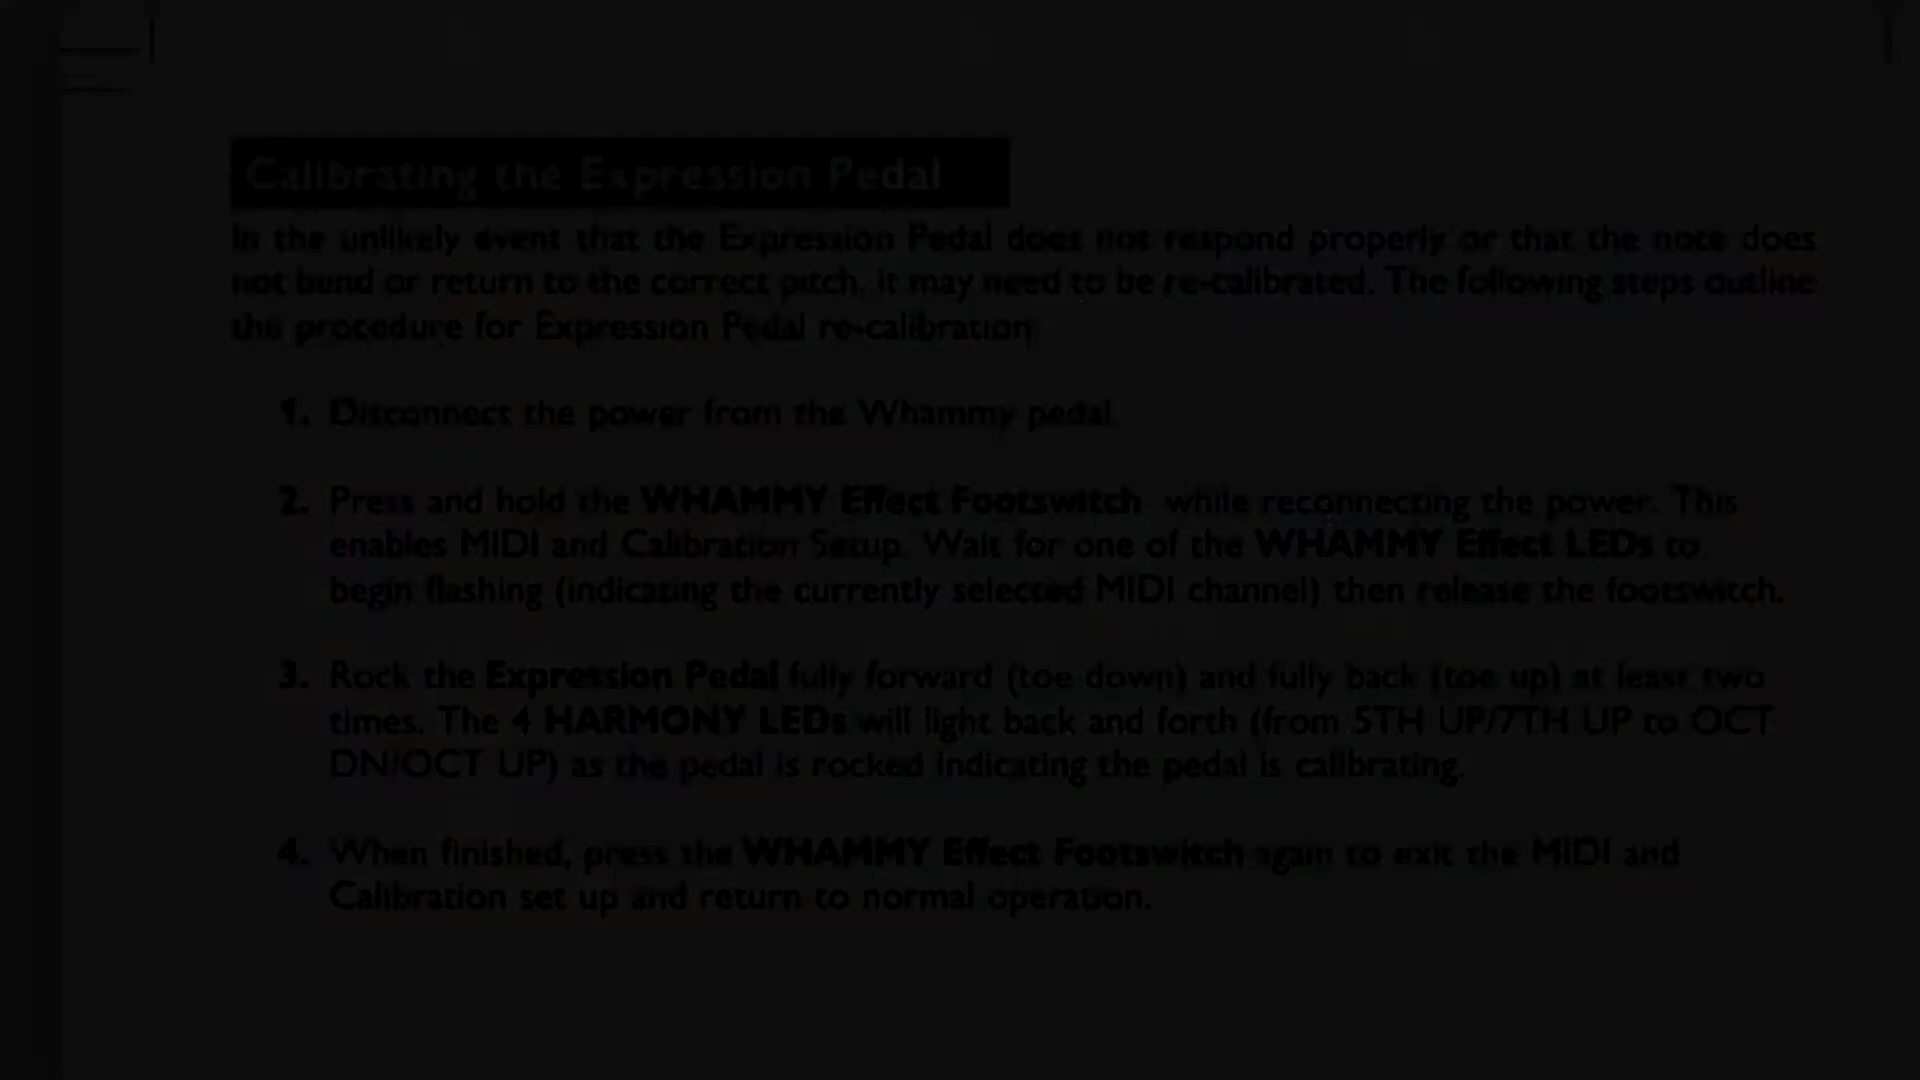 Calibrating the Expression Pedal
In the unlikely event that the Expression Pedal does not respond properly or that the note does
not bend or return to the correct pitch, it may need to be re-calibrated. The following steps outline
the procedure for Expression Pedal re-calibration
1. Disconnect the power from the Whammy pedal.
2. Press and hold the WHAMMY Effect Footswitch while reconnecting the power. This
enables MIDI and Calibration Setup. Wait for one of the WHAMMY Effect LEDs to
begin flashing (indicating the currently selected MIDI channel) then release the footswitch.
3. Rock the Expression Pedal fully forward (toe down) and fully back (toe up) at least two
times. The 4 HARMONY LEDs will light back and forth (from 5TH UP/7TH UP to OCT
DN/OCT UP) as the pedal is rocked indicating the pedal is calibrating.
4. When finished, press the WHAMMY Effect Footswitch again to exit the MIDI and
Calibration set up and return to normal operation.